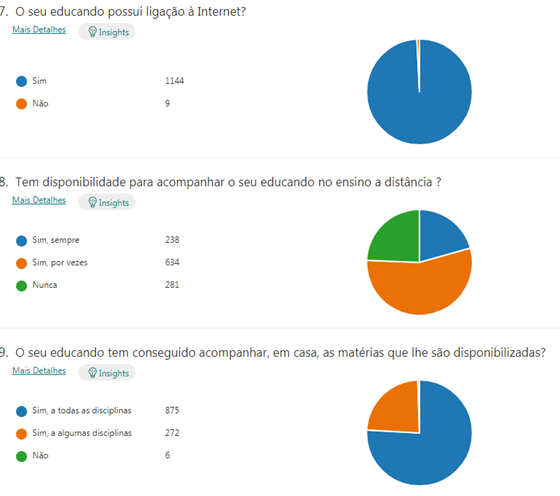 7. O seu educando possui ligação à Internet?
Mais Detalhes Insights
Sim 1144
Não 9
8. Tem disponibilidade para acompanhar o seu educando no ensino a distância ?
Mais Detalhes Insights
Sim, sempre 238
Sim, por vezes 634
Nunca 281
9. O seu educando tem conseguido acompanhar, em casa, as matérias que lhe são disponibilizadas?
Mais Detalhes Insights
Sim, a todas as disciplinas 875
Sim, a algumas disciplinas 272
Não 6